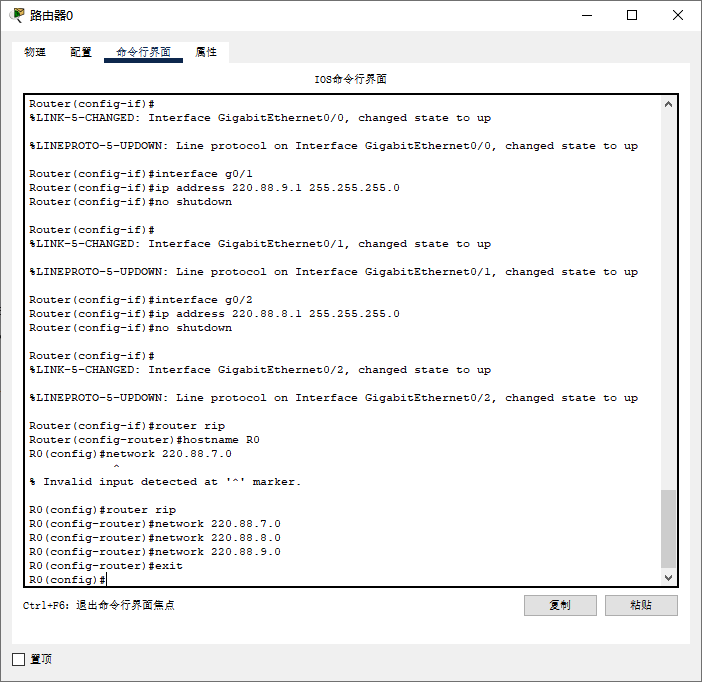 路由器0
物理 配置 命令行界面 属性
IOS命令行界面
Router(config-if)#
%LINK-5-CHANGED: Interface GigabitEthernet0/0, changed state to up
%LINEPROTO-5-UPDOWN: Line protocol on Interface GigabitEthernet0/0, changed state to up
Router(config-if)#interface g0/1
Router(config-if)#ip address 220.88.9.1 255.255.255.0
Router(config-if)#no shutdown
Router(config-if)#
%LINK-5-CHANGED: Interface GigabitEthernet0/1, changed state to up
%LINEPROTO-5-UPDOWN: Line protocol on Interface GigabitEthernet0/1, changed state to up
Router(config-if)#interface g0/2
Router(config-if)#ip address 220.88.8.1 255.255.255.0
Router(config-if)#no shutdown
Router(config-if)#
%LINK-5-CHANGED: Interface GigabitEthernet0/2, changed state to up
%LINEPROTO-5-UPDOWN: Line protocol on Interface GigabitEthernet0/2, changed state to up
Router(config-if)#router rip
Router(config-router)#hostname R0
R0(config)#network 220.88.7.0
^
% Invalid input detected at '^' marker.
R0(config)#router rip
R0(config-router)#network 220.88.7.0
R0(config-router)#network 220.88.8.0
R0(config-router)#network 220.88.9.0
R0(config-router)#exit
R0(config)#
Ctrl+F6: 退出命令行界面焦点 复制 粘贴
置顶